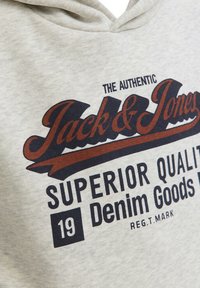 THE AUTHENTIC
Jack & Jones
SUPERIOR QUALIT
19 Denim Goods
REG.T.MARK